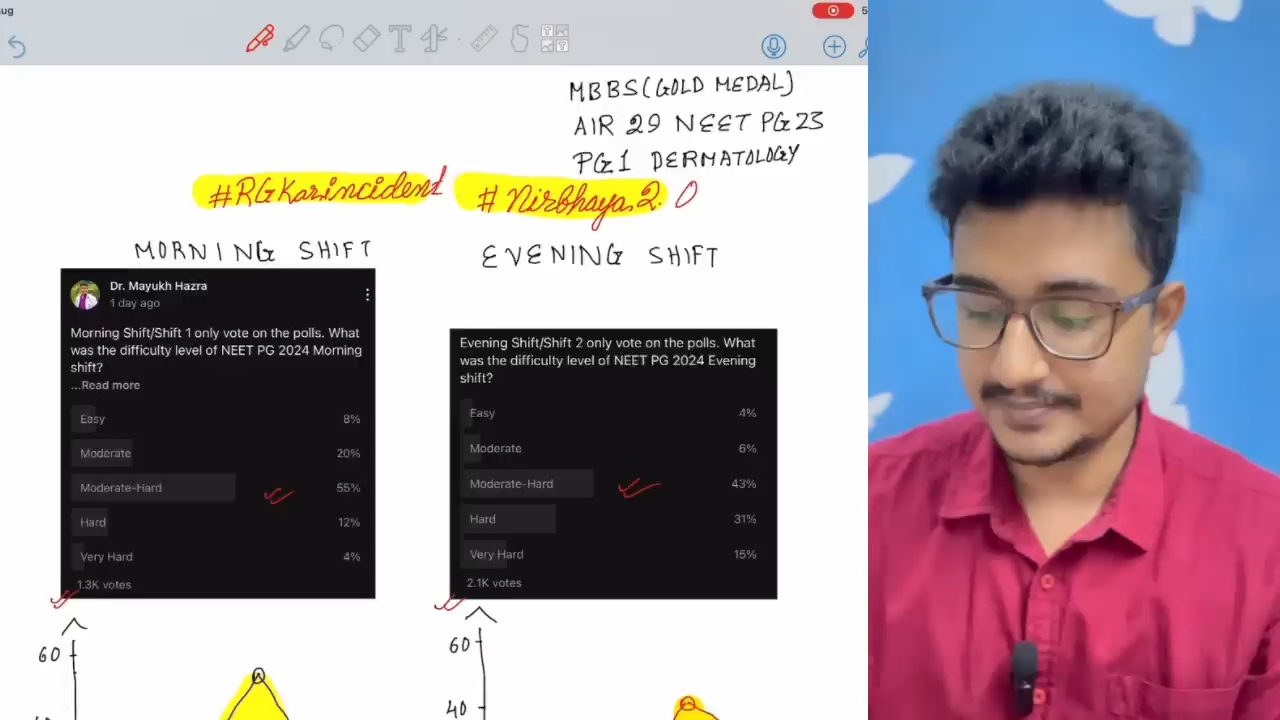 ug
5
MBBS(GOLD MEDAL)
AIR 29 NEET PG23
PG1 DERMATOLOGY
#RGKarincident #Nirbhaya2.0
MORNING SHIFT
EVENING SHIFT
Dr. Mayukh Hazra
1 day ago
Morning Shift/Shift 1 only vote on the polls. What
was the difficulty level of NEET PG 2024 Morning
shift?
...Read more
Easy 8%
Moderate 20%
Moderate-Hard 55%
Hard 12%
Very Hard 4%
1.3K votes
Evening Shift/Shift 2 only vote on the polls. What
was the difficulty level of NEET PG 2024 Evening
shift?
Easy 4%
Moderate 6%
Moderate-Hard 43%
Hard 31%
Very Hard 15%
2.1K votes
60
60
40